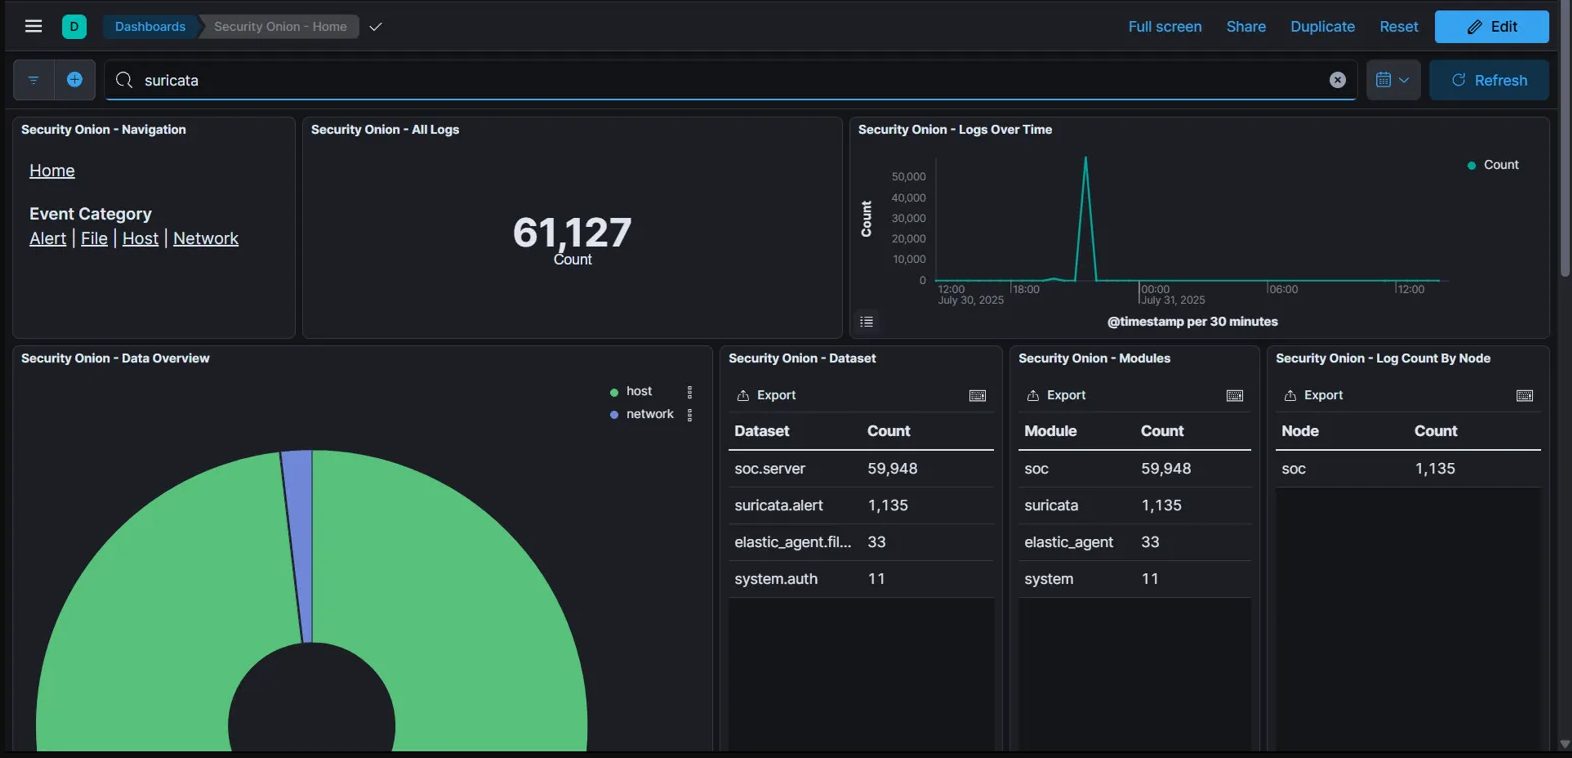 D Dashboards Security Onion - Home Full screen Share Duplicate Reset Edit
suricata Refresh
Security Onion - Navigation
Home
Event Category
Alert | File | Host | Network
Security Onion - All Logs
61,127
Count
Security Onion - Logs Over Time
Count
50,000
40,000
30,000
20,000
10,000
0
Count
12:00 18:00 00:00 06:00 12:00
July 30, 2025 July 31, 2025
@timestamp per 30 minutes
Security Onion - Data Overview
host
network
Security Onion - Dataset
Export
Dataset Count
soc.server 59,948
suricata.alert 1,135
elastic_agent.fil... 33
system.auth 11
Security Onion - Modules
Export
Module Count
soc 59,948
suricata 1,135
elastic_agent 33
system 11
Security Onion - Log Count By Node
Export
Node Count
soc 1,135